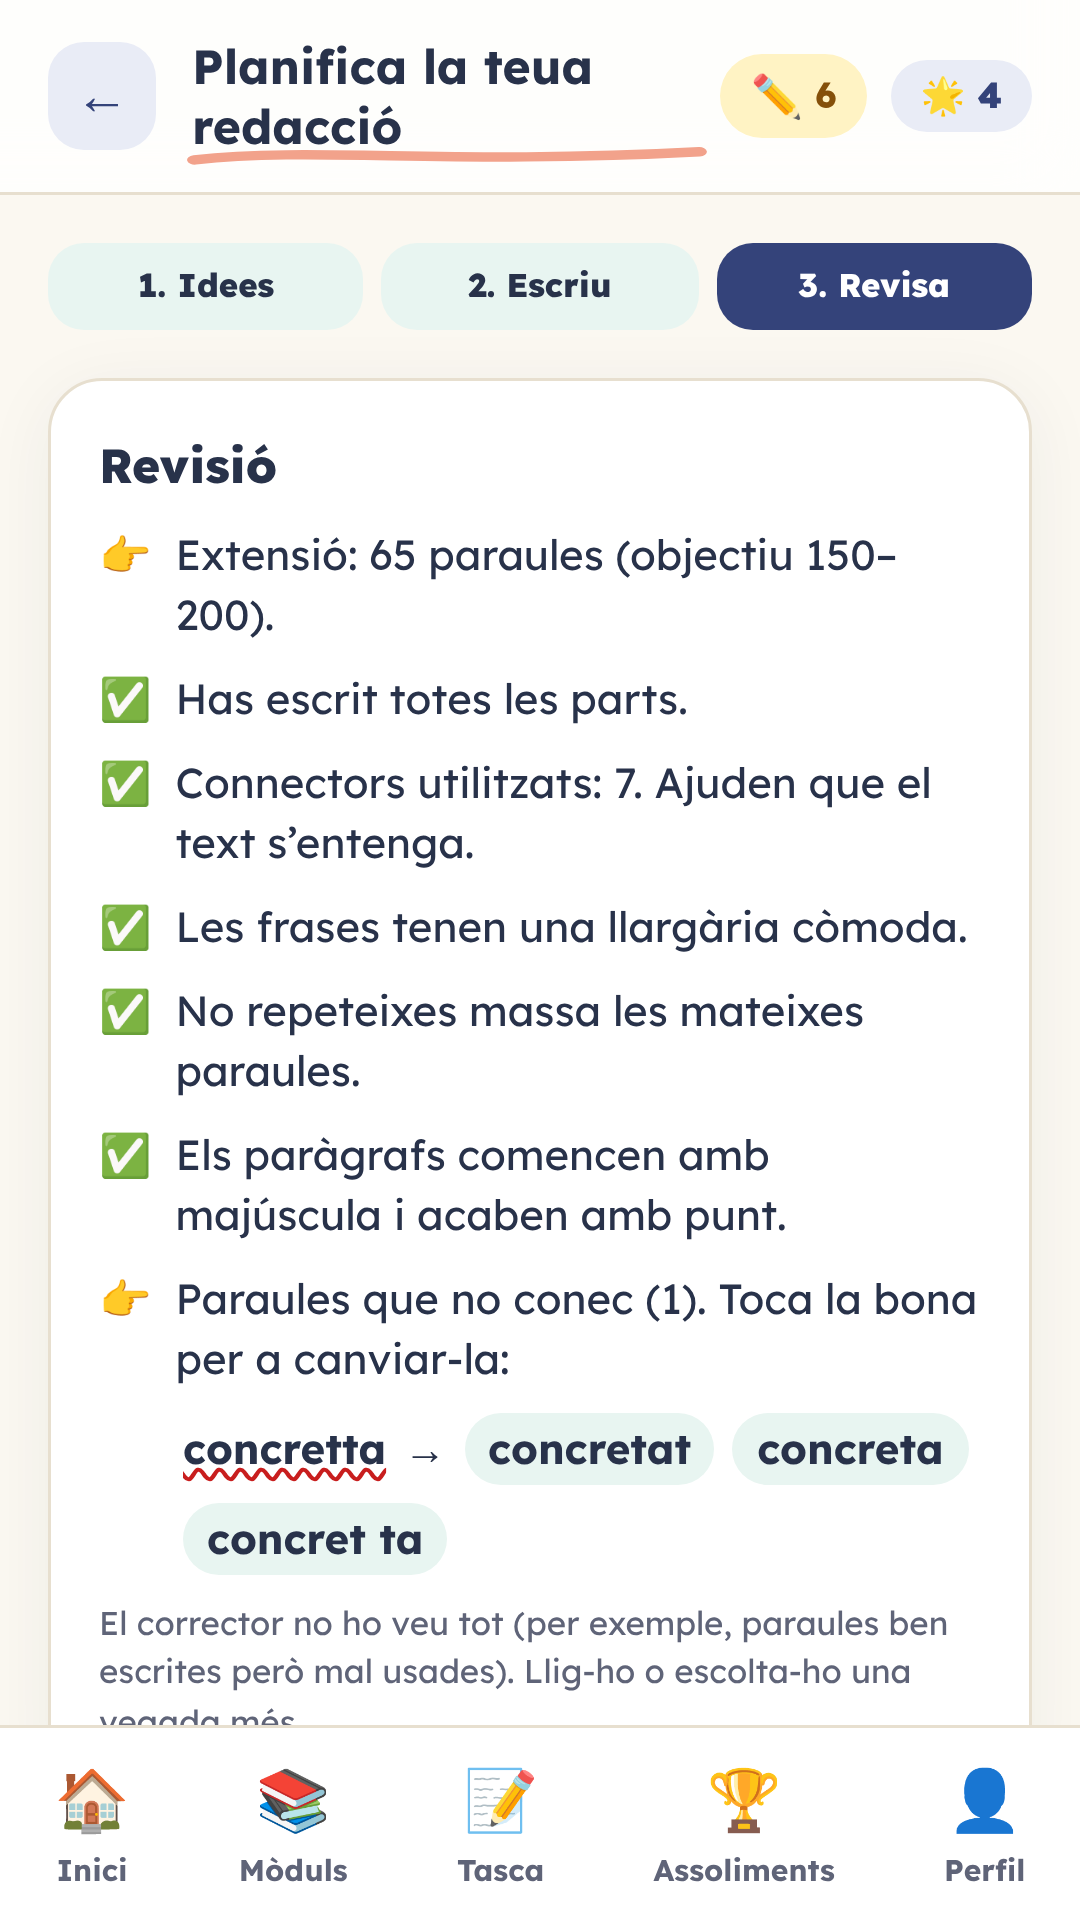 ←
Planifica la teua
redacció
6
4
1. Idees
2. Escriu
3. Revisa
Revisió
Extensió: 65 paraules (objectiu 150–
200).
Has escrit totes les parts.
Connectors utilitzats: 7. Ajuden que el
text s’entenga.
Les frases tenen una llargària còmoda.
No repeteixes massa les mateixes
paraules.
Els paràgrafs comencen amb
majúscula i acaben amb punt.
Paraules que no conec (1). Toca la bona
per a canviar-la:
concretta → concretat concreta
concret ta
El corrector no ho veu tot (per exemple, paraules ben
escrites però mal usades). Llig-ho o escolta-ho una
vegada més.
Inici
Mòduls
Tasca
Assoliments
Perfil